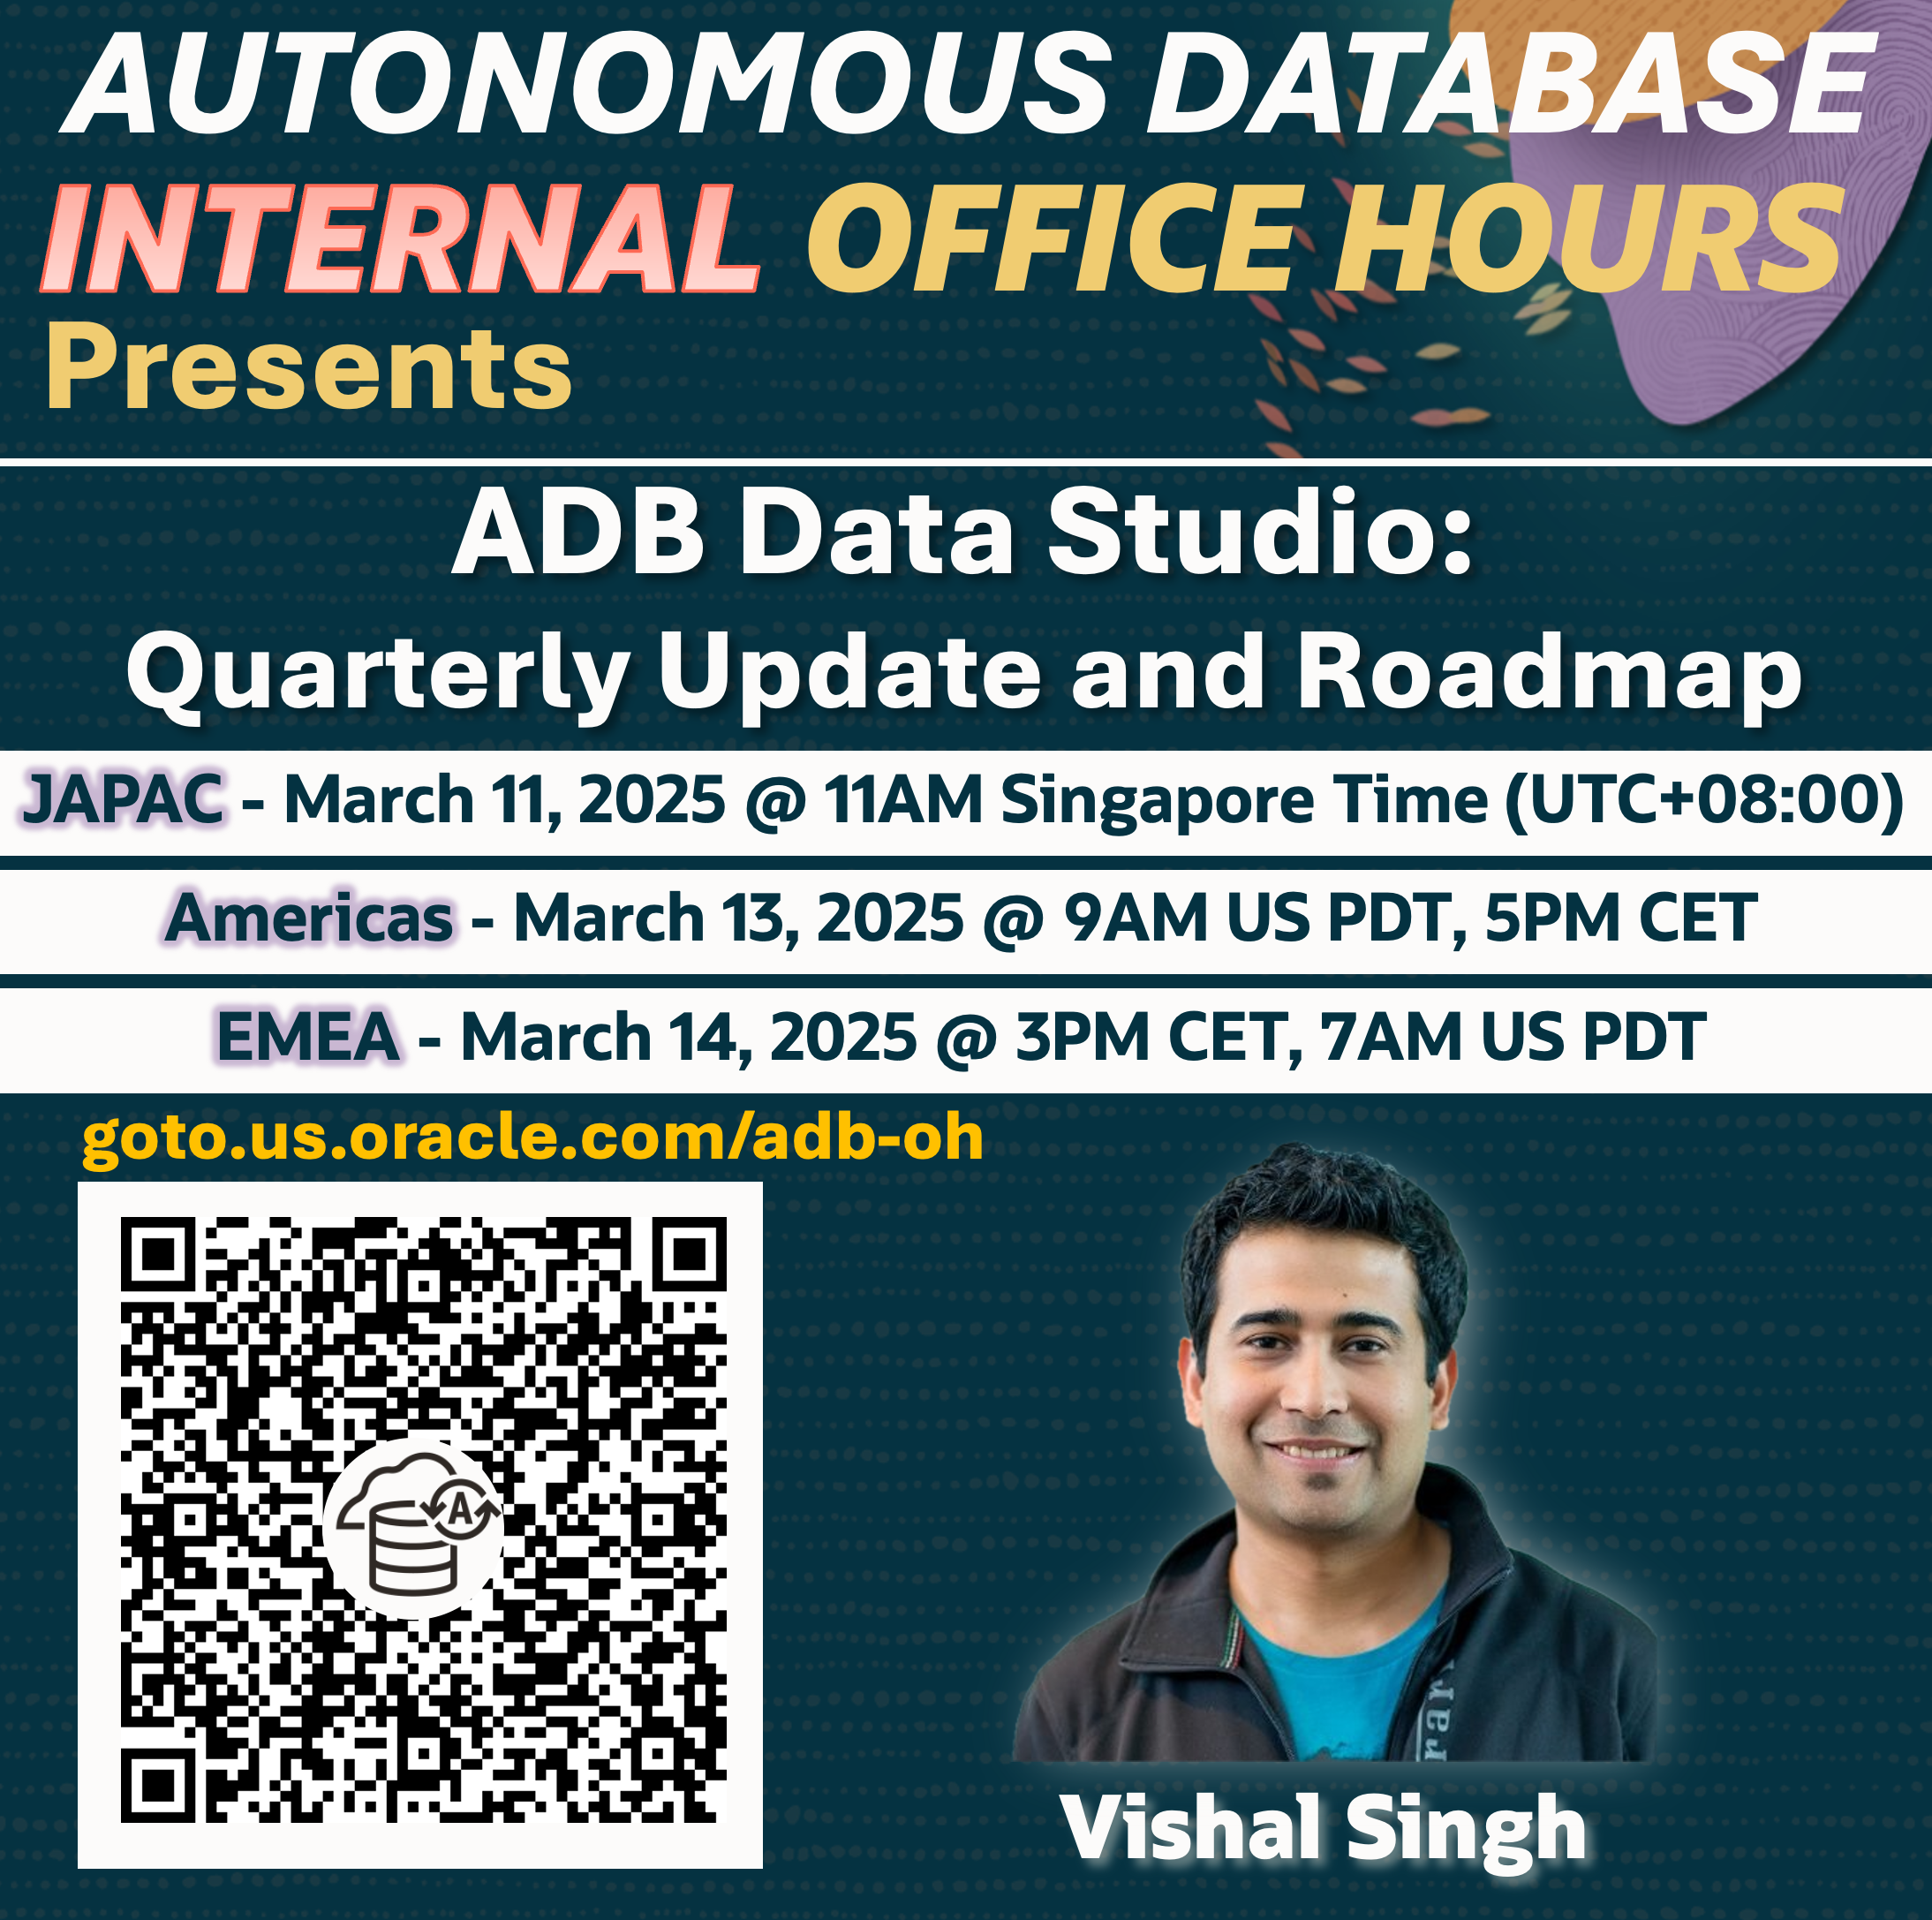 AUTONOMOUS DATABASE
INTERNAL OFFICE HOURS
Presents
ADB Data Studio:
Quarterly Update and Roadmap
JAPAC - March 11, 2025 @ 11AM Singapore Time (UTC+08:00)
Americas - March 13, 2025 @ 9AM US PDT, 5PM CET
EMEA - March 14, 2025 @ 3PM CET, 7AM US PDT
goto.us.oracle.com/adb-oh
A
Vishal Singh